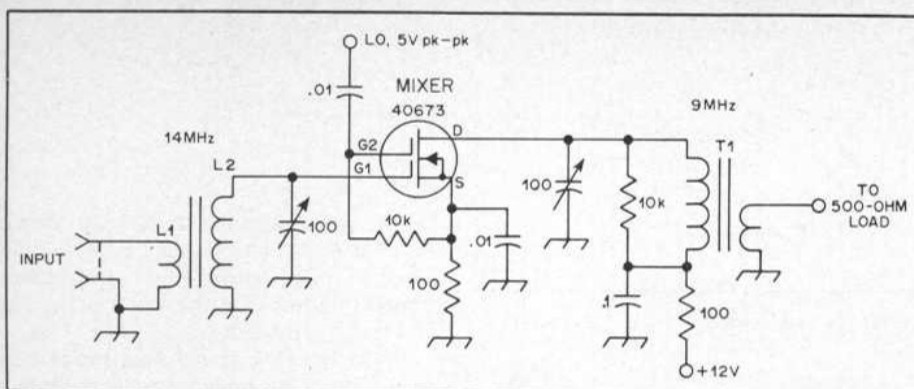 LO, 5V pk-pk
.01
MIXER
40673
14MHz
9MHz
D
G2
G1
S
L2
T1
L1
100
100
10k
TO
500-OHM
LOAD
10k
.01
INPUT
100
.1
100
+12V